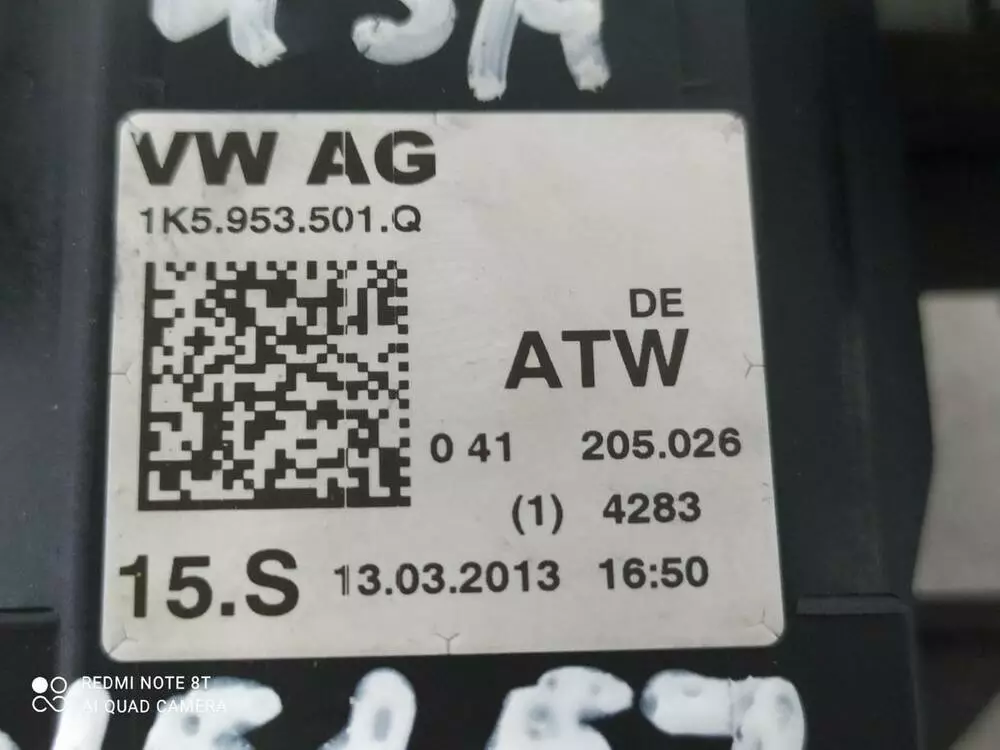 VW AG
1K5.953.501.Q
DE
ATW
0 41 205.026
(1) 4283
15.S 13.03.2013 16:50
REDMI NOTE 8T
AI QUAD CAMERA